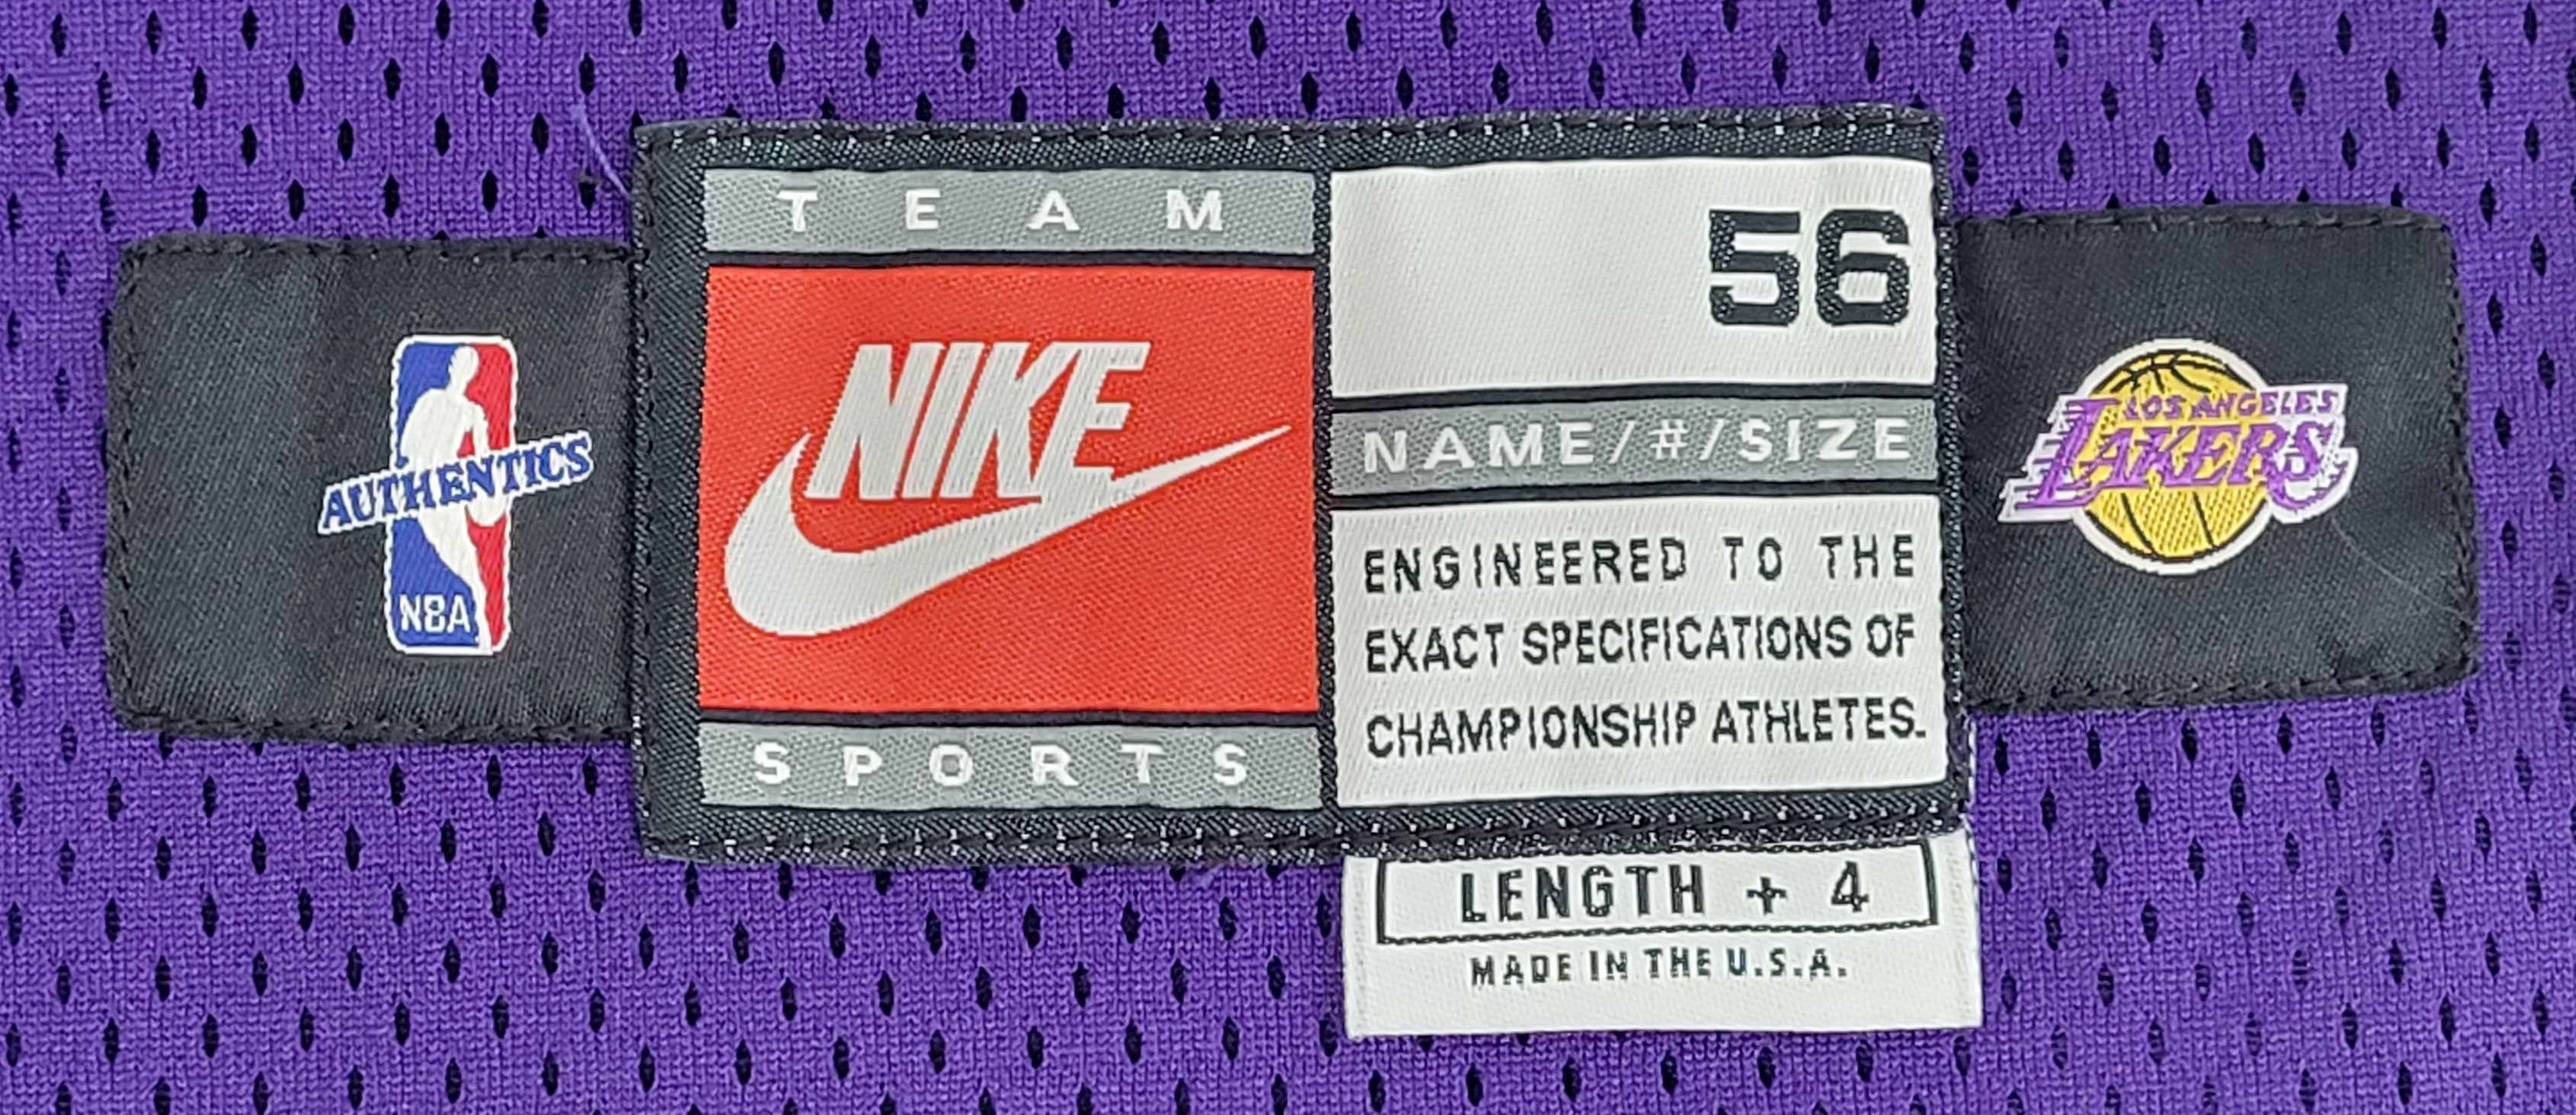 AUTHENTICS
NBA
TEAM
NIKE
SPORTS
56
NAME/#/SIZE
ENGINEERED TO THE
EXACT SPECIFICATIONS OF
CHAMPIONSHIP ATHLETES.
LENGTH + 4
MADE IN THE U.S.A.
LOS ANGELES
LAKERS